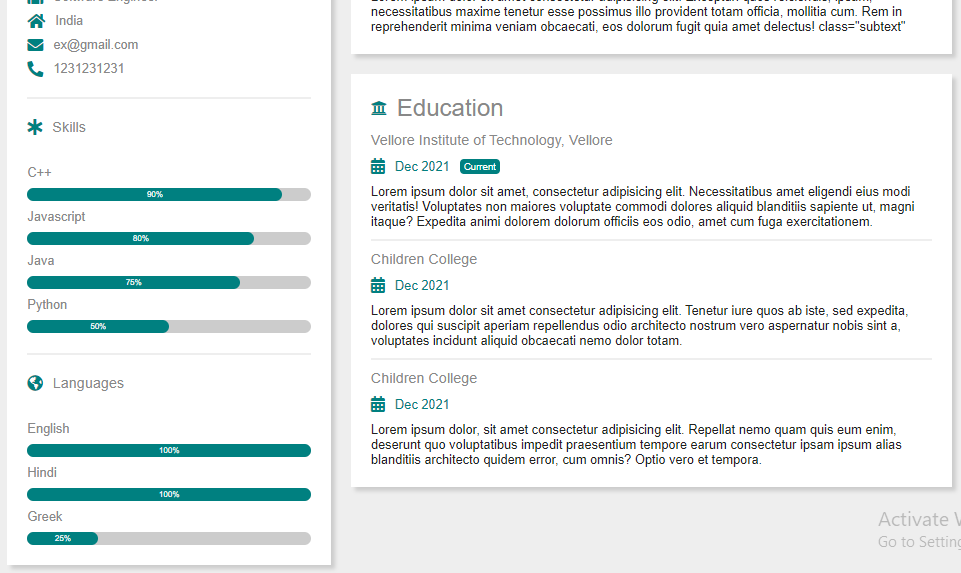 Software Engineer
India
ex@gmail.com
1231231231
Skills
C++
90%
Javascript
80%
Java
75%
Python
50%
Languages
English
100%
Hindi
100%
Greek
25%
necessitatibus maxime tenetur esse possimus illo provident totam officia, mollitia cum. Rem in
reprehenderit minima veniam obcaecati, eos dolorum fugit quia amet delectus! class="subtext"
Education
Vellore Institute of Technology, Vellore
Dec 2021 Current
Lorem ipsum dolor sit amet, consectetur adipisicing elit. Necessitatibus amet eligendi eius modi
veritatis! Voluptates non maiores voluptate commodi dolores aliquid blanditiis sapiente ut, magni
itaque? Expedita animi dolorem dolorum officiis eos odio, amet cum fuga exercitationem.
Children College
Dec 2021
Lorem ipsum dolor sit amet consectetur adipisicing elit. Tenetur iure quos ab iste, sed expedita,
dolores qui suscipit aperiam repellendus odio architecto nostrum vero aspernatur nobis sint a,
voluptates incidunt aliquid obcaecati nemo dolor totam.
Children College
Dec 2021
Lorem ipsum dolor, sit amet consectetur adipisicing elit. Repellat nemo quam quis eum enim,
deserunt quo voluptatibus impedit praesentium tempore earum consectetur ipsam ipsum alias
blanditiis architecto quidem error, cum omnis? Optio vero et tempora.
Activate
Go to Setting